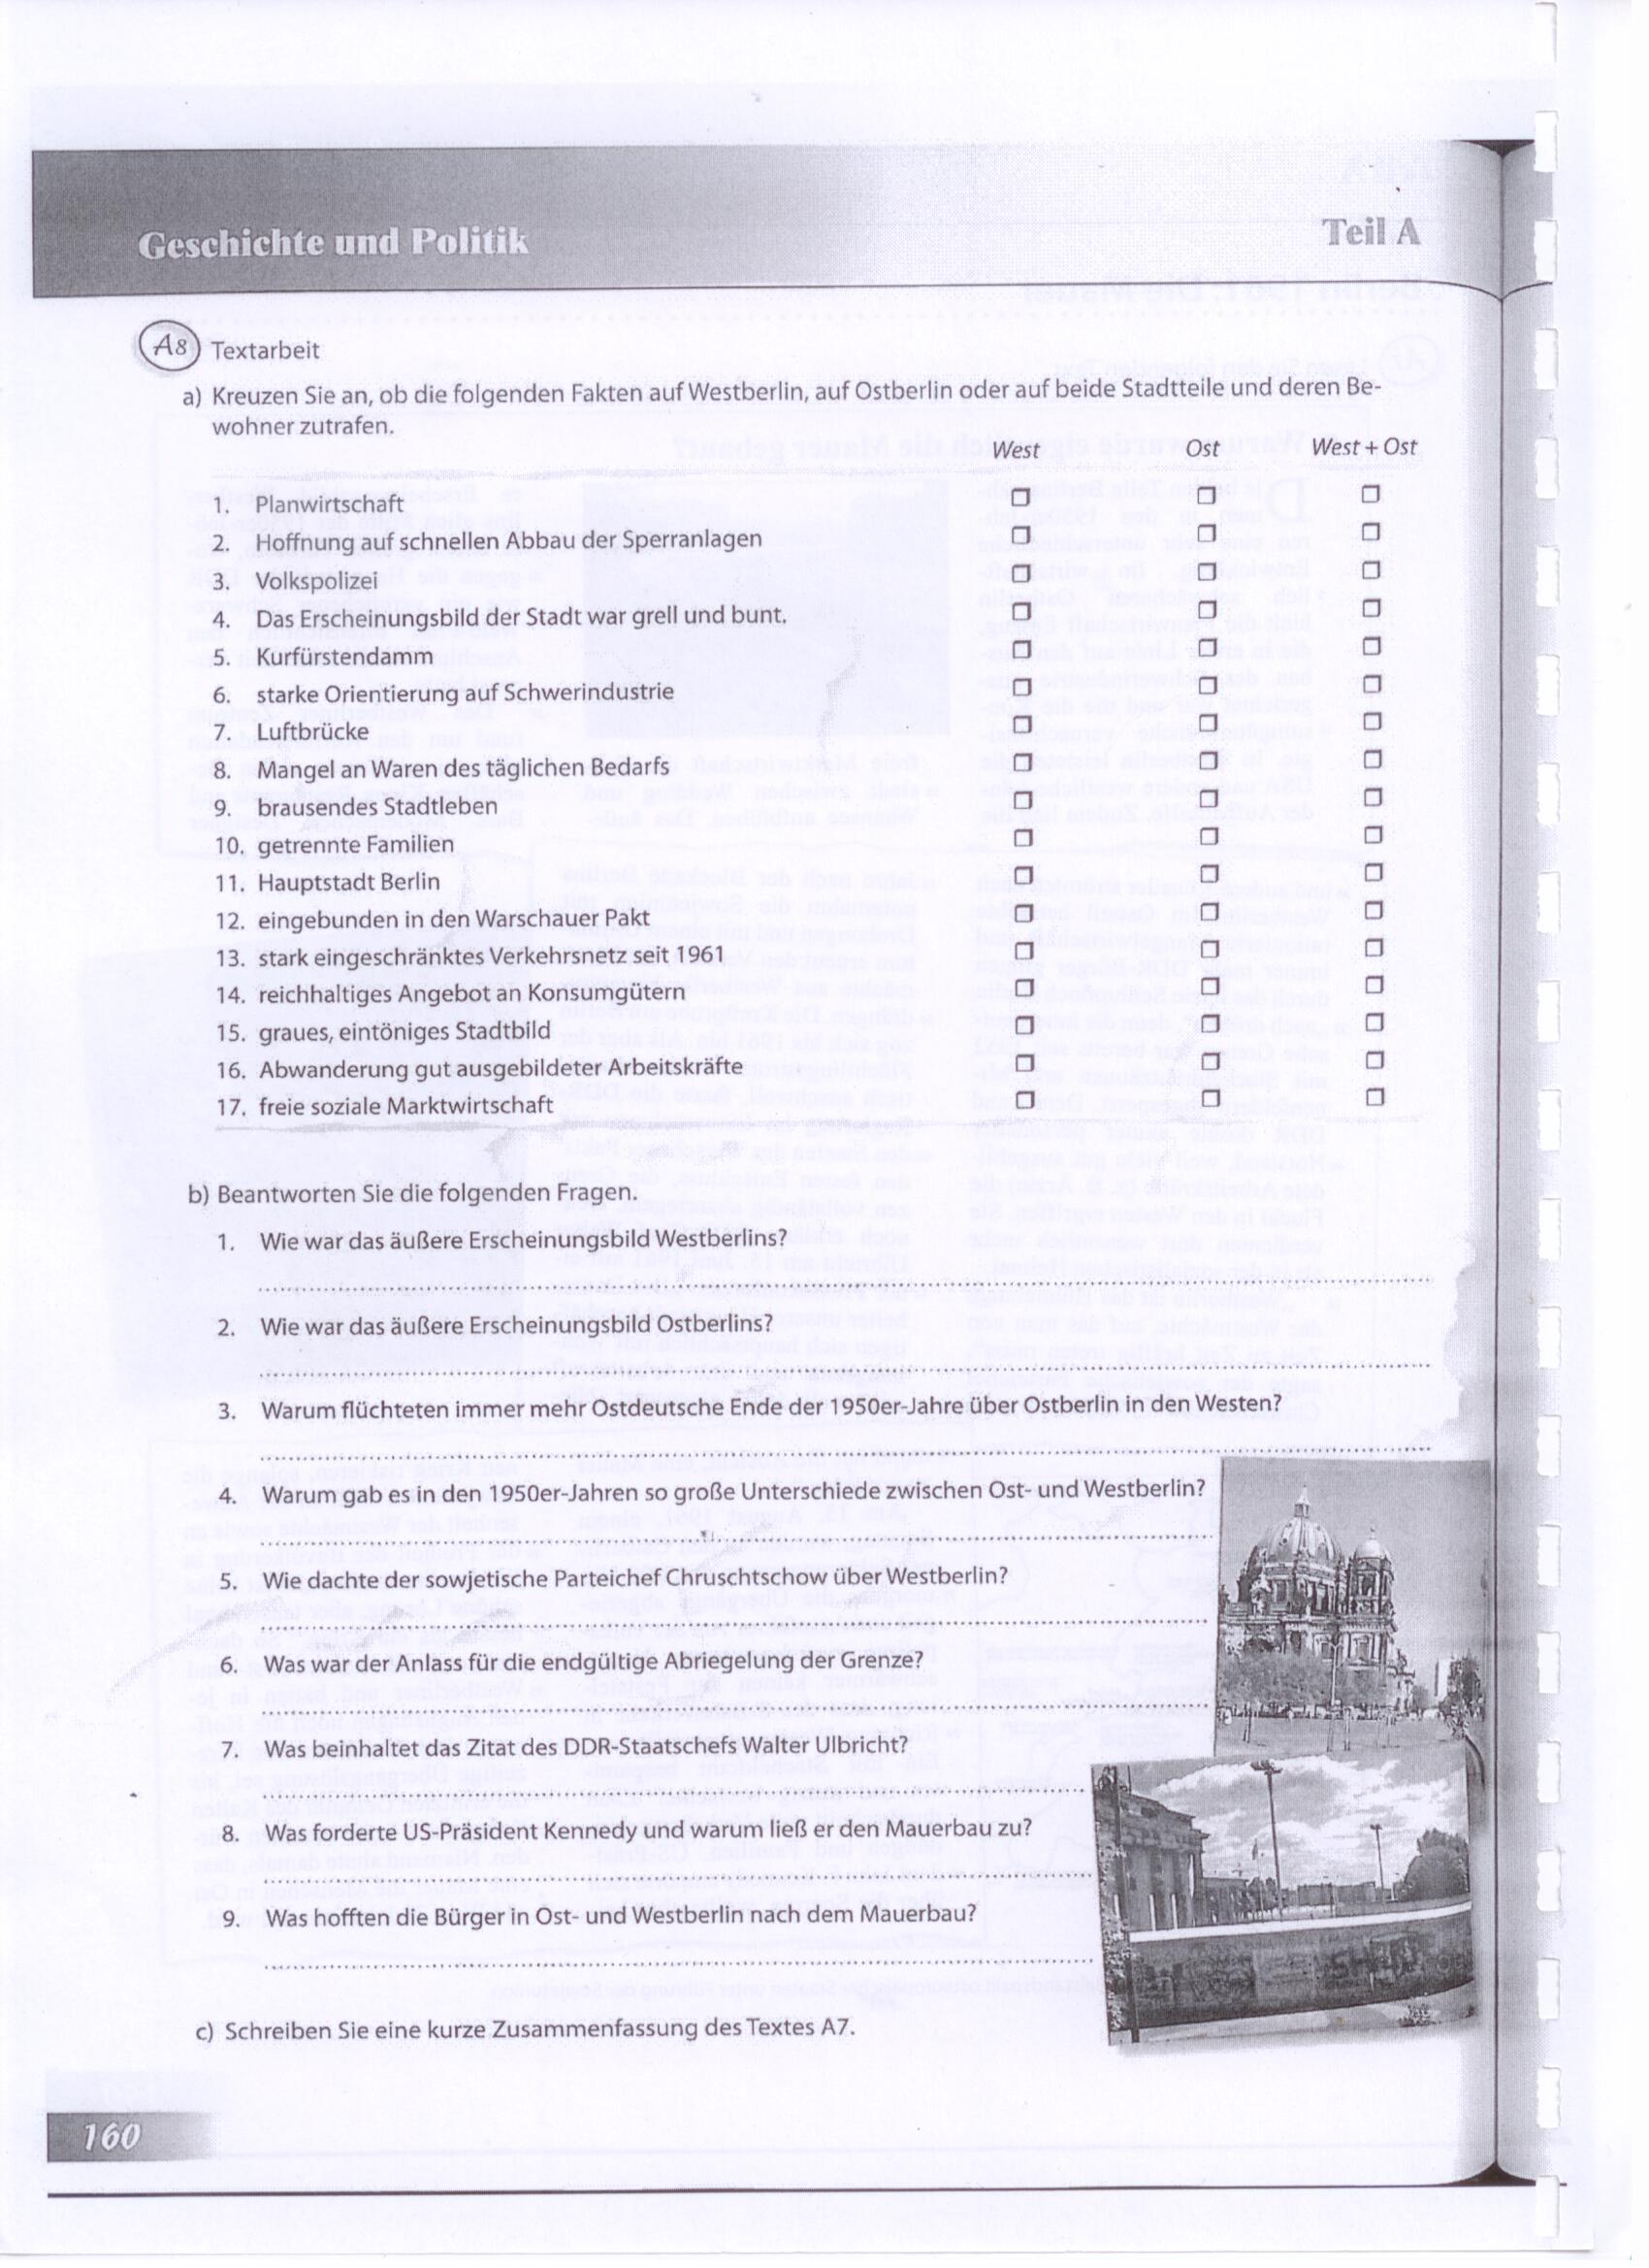 Geschichte und Politik
Teil A
A8 Textarbeit
a) Kreuzen Sie an, ob die folgenden Fakten auf Westberlin, auf Ostberlin oder auf beide Stadtteile und deren Be-
wohner zutrafen.
West Ost West + Ost
1. Planwirtschaft ❒ ❒ ❒
2. Hoffnung auf schnellen Abbau der Sperranlagen ❒ ❒ ❒
3. Volkspolizei ❒ ❒ ❒
4. Das Erscheinungsbild der Stadt war grell und bunt. ❒ ❒ ❒
5. Kurfürstendamm ❒ ❒ ❒
6. starke Orientierung auf Schwerindustrie ❒ ❒ ❒
7. Luftbrücke ❒ ❒ ❒
8. Mangel an Waren des täglichen Bedarfs ❒ ❒ ❒
9. brausendes Stadtleben ❒ ❒ ❒
10. getrennte Familien ❒ ❒ ❒
11. Hauptstadt Berlin ❒ ❒ ❒
12. eingebunden in den Warschauer Pakt ❒ ❒ ❒
13. stark eingeschränktes Verkehrsnetz seit 1961 ❒ ❒ ❒
14. reichhaltiges Angebot an Konsumgütern ❒ ❒ ❒
15. graues, eintöniges Stadtbild ❒ ❒ ❒
16. Abwanderung gut ausgebildeter Arbeitskräfte ❒ ❒ ❒
17. freie soziale Marktwirtschaft ❒ ❒ ❒
b) Beantworten Sie die folgenden Fragen.
1. Wie war das äußere Erscheinungsbild Westberlins?
2. Wie war das äußere Erscheinungsbild Ostberlins?
3. Warum flüchteten immer mehr Ostdeutsche Ende der 1950er-Jahre über Ostberlin in den Westen?
4. Warum gab es in den 1950er-Jahren so große Unterschiede zwischen Ost- und Westberlin?
5. Wie dachte der sowjetische Parteichef Chruschtschow über Westberlin?
6. Was war der Anlass für die endgültige Abriegelung der Grenze?
7. Was beinhaltet das Zitat des DDR-Staatschefs Walter Ulbricht?
8. Was forderte US-Präsident Kennedy und warum ließ er den Mauerbau zu?
9. Was hofften die Bürger in Ost- und Westberlin nach dem Mauerbau?
c) Schreiben Sie eine kurze Zusammenfassung des Textes A7.
160